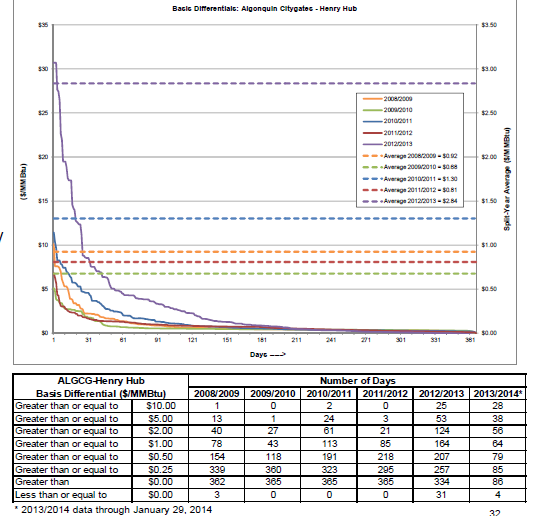 Basis Differentials: Algonquin Citygates - Henry Hub
$35
$30
$25
$20
$15
$10
$5
$0
($/MMBtu)
$3.50
$3.00
$2.50
$2.00
$1.50
$1.00
$0.50
$0.00
Split-Year Average ($/MMBtu)
2008/2009
2009/2010
2010/2011
2011/2012
2012/2013
Average 2008/2009 = $0.92
Average 2009/2010 = $0.68
Average 2010/2011 = $1.30
Average 2011/2012 = $0.81
Average 2012/2013 = $2.84
1 31 61 91 121 151 181 211 241 271 301 331 361
Days --->
ALGCG-Henry Hub Number of Days
Basis Differential ($/MMBtu) 2008/2009 2009/2010 2010/2011 2011/2012 2012/2013 2013/2014*
Greater than or equal to $10.00 1 0 2 0 25 28
Greater than or equal to $5.00 13 1 24 3 53 38
Greater than or equal to $2.00 40 27 61 21 124 56
Greater than or equal to $1.00 78 43 113 85 164 64
Greater than or equal to $0.50 154 118 191 218 207 79
Greater than or equal to $0.25 339 360 323 295 257 85
Greater than $0.00 362 365 365 365 334 86
Less than or equal to $0.00 3 0 0 0 31 4
* 2013/2014 data through January 29, 2014
32